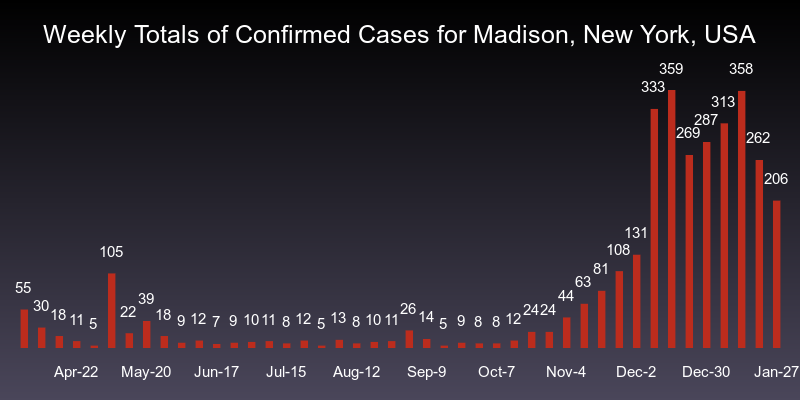 Weekly Totals of Confirmed Cases for Madison, New York, USA
55 30 18 11 5 105 22 39 18 9 12 7 9 10 11 8 12 5 13 8 10 11 26 14 5 9 8 8 12 24 24 44 63 81 108 131 333 359 269 287 313 358 262 206
Apr-22 May-20 Jun-17 Jul-15 Aug-12 Sep-9 Oct-7 Nov-4 Dec-2 Dec-30 Jan-27